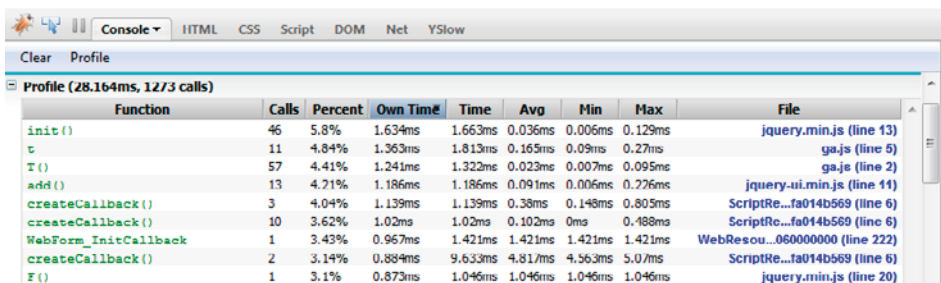 Console HTML CSS Script DOM Net YSlow
Clear Profile
Profile (28.164ms, 1273 calls)
Function Calls Percent Own Time Time Avg Min Max File
init() 46 5.8% 1.634ms 1.663ms 0.036ms 0.006ms 0.129ms jquery.min.js (line 13)
t 11 4.84% 1.363ms 1.813ms 0.165ms 0.09ms 0.27ms ga.js (line 5)
T() 57 4.41% 1.241ms 1.322ms 0.023ms 0.007ms 0.095ms ga.js (line 2)
add() 13 4.21% 1.186ms 1.186ms 0.091ms 0.006ms 0.226ms jquery-ui.min.js (line 11)
createCallback() 3 4.04% 1.139ms 1.139ms 0.38ms 0.148ms 0.805ms ScriptRe...fa014b569 (line 6)
createCallback() 10 3.62% 1.02ms 1.02ms 0.102ms 0ms 0.488ms ScriptRe...fa014b569 (line 6)
WebForm_InitCallback 1 3.43% 0.967ms 1.421ms 1.421ms 1.421ms 1.421ms WebResou...060000000 (line 222)
createCallback() 2 3.14% 0.884ms 9.633ms 4.817ms 4.563ms 5.07ms ScriptRe...fa014b569 (line 6)
F() 1 3.1% 0.873ms 1.046ms 1.046ms 1.046ms 1.046ms jquery.min.js (line 20)